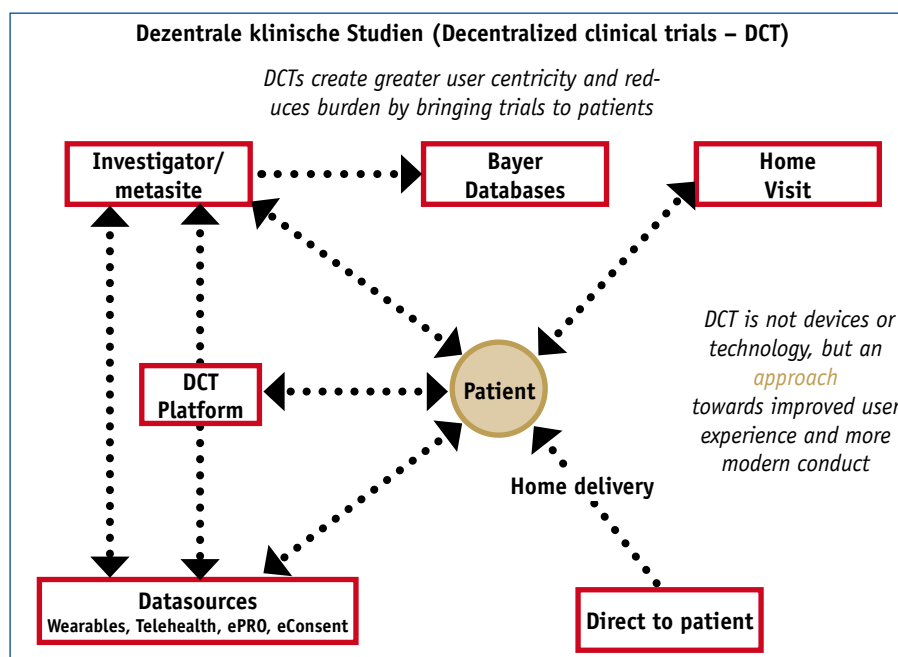 Dezentrale klinische Studien (Decentralized clinical trials – DCT)
DCTs create greater user centricity and red-
uces burden by bringing trials to patients
Investigator/
metasite
Bayer
Databases
Home
Visit
DCT is not devices or
technology, but an
approach
towards improved user
experience and more
modern conduct
DCT
Platform
Patient
Home delivery
Datasources
Wearables, Telehealth, ePRO, eConsent
Direct to patient